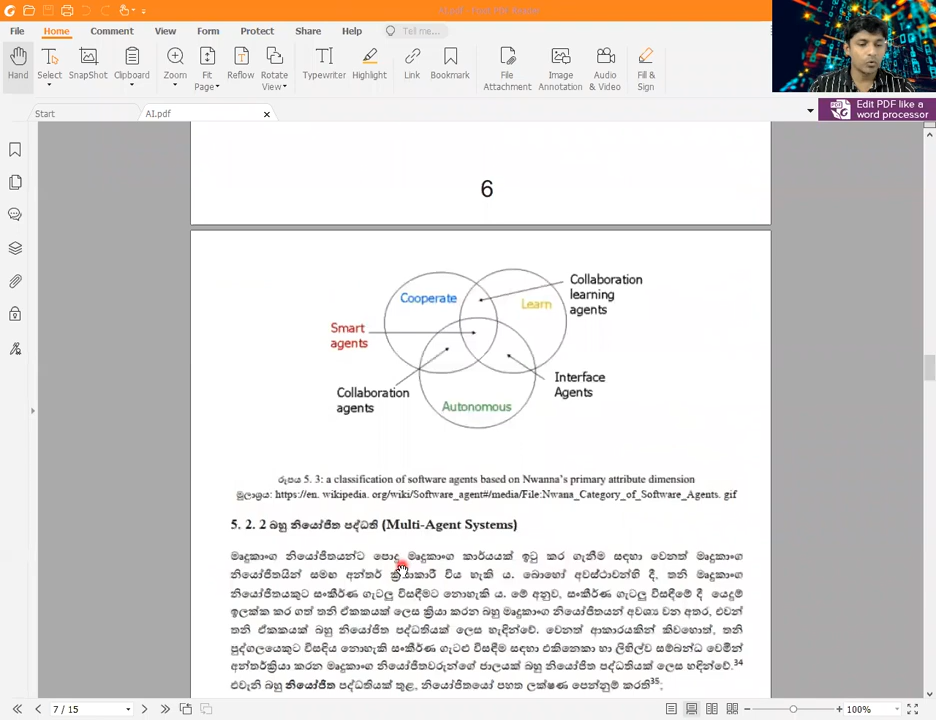 File Home Comment View Form Protect Share Help Tell me...
Hand Select SnapShot Clipboard Zoom Fit Page Reflow Rotate View Typewriter Highlight Link Bookmark File Attachment Image Annotation Audio & Video Fill & Sign
Start AI.pdf
Edit PDF like a
word processor
6
Cooperate
Learn
Collaboration
learning
agents
Smart
agents
Collaboration
agents
Interface
Agents
Autonomous
රූපය 5. 3: a classification of software agents based on Nwanna's primary attribute dimension
මූලාශ්‍රය: https://en. wikipedia. org/wiki/Software_agent#/media/File:Nwana_Category_of_Software_Agents. gif
5. 2. 2 බහු නියෝජිත පද්ධති (Multi-Agent Systems)
මෘදුකාංග නියෝජිතයන්ට පොදු මෘදුකාංග කාර්යයක් ඉටු කර ගැනීම සඳහා වෙනත් මෘදුකාංග
නියෝජිතයින් සමඟ අන්තර් ක්‍රියාකාරී විය හැකි ය. බොහෝ අවස්ථාවන්හි දී, තනි මෘදුකාංග
නියෝජිතයකුට සංකීර්ණ ගැටලු විසඳීමට නොහැකි ය. මේ අනුව, සංකීර්ණ ගැටලු විසඳීමේ දී යෙදුම්
ඉලක්ක කර ගත් තනි ඒකකයක් ලෙස ක්‍රියා කරන බහු මෘදුකාංග නියෝජිතයන් අවශ්‍ය වන අතර, එවන්
තනි ඒකකයක් බහු නියෝජිත පද්ධතියක් ලෙස හැඳින්වේ. වෙනත් ආකාරයකින් කිවහොත්, තනි
පුද්ගලයෙකුට විසඳිය නොහැකි සංකීර්ණ ගැටළු විසඳීම සඳහා එකිනෙකා හා ලිහිල්ව සම්බන්ධ වෙමින්
අන්තර්ක්‍රියා කරන මෘදුකාංග නියෝජිතවරුන්ගේ ජාලයක් බහු නියෝජිත පද්ධතියක් ලෙස හඳින්වේ.34
එවැනි බහු නියෝජිත පද්ධතියක් තුළ, නියෝජිතයෝ පහත ලක්ෂණ පෙන්නුම් කරති35;
7 / 15
100%